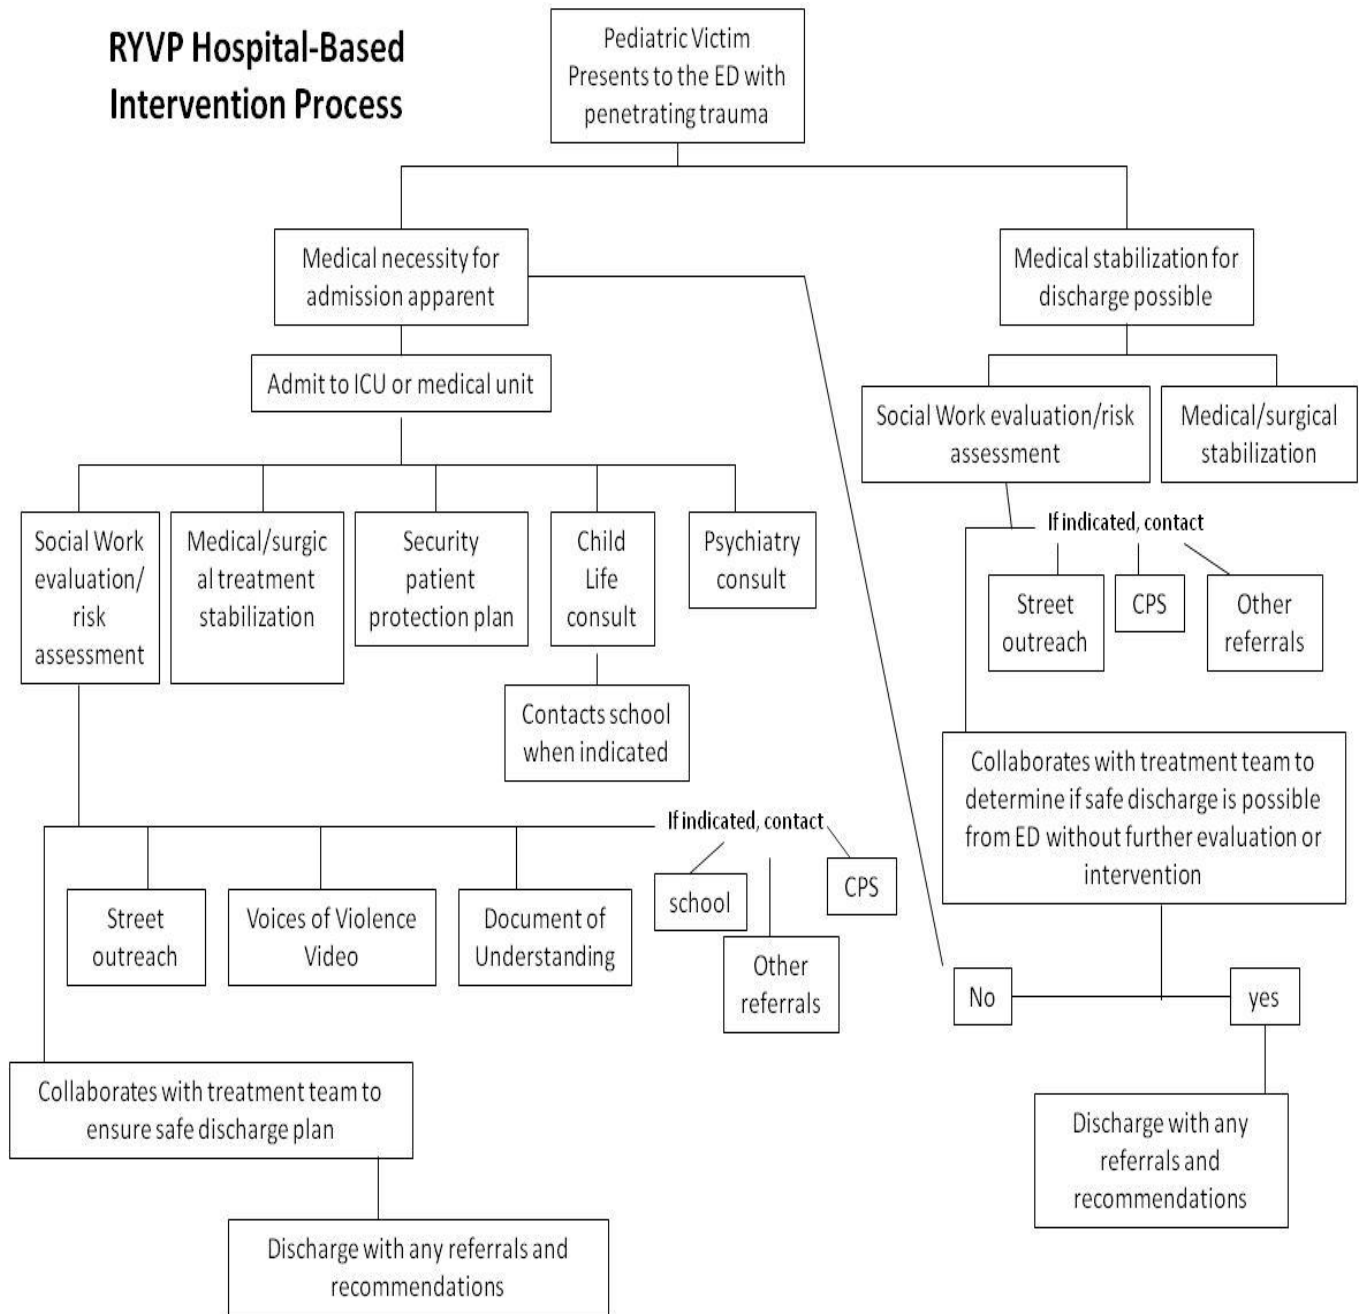 RYVP Hospital-Based
Intervention Process
Pediatric Victim
Presents to the ED with
penetrating trauma
Medical necessity for
admission apparent
Medical stabilization for
discharge possible
Admit to ICU or medical unit
Social Work evaluation/risk
assessment
Medical/surgical
stabilization
Social Work
evaluation/
risk
assessment
Medical/surgic
al treatment
stabilization
Security
patient
protection plan
Child
Life
consult
Psychiatry
consult
If indicated, contact
Street
outreach
CPS
Other
referrals
Contacts school
when indicated
Collaborates with treatment team to
determine if safe discharge is possible
from ED without further evaluation or
intervention
If indicated, contact
school
Other
referrals
CPS
Street
outreach
Voices of Violence
Video
Document of
Understanding
No
yes
Collaborates with treatment team to
ensure safe discharge plan
Discharge with any
referrals and
recommendations
Discharge with any referrals and
recommendations